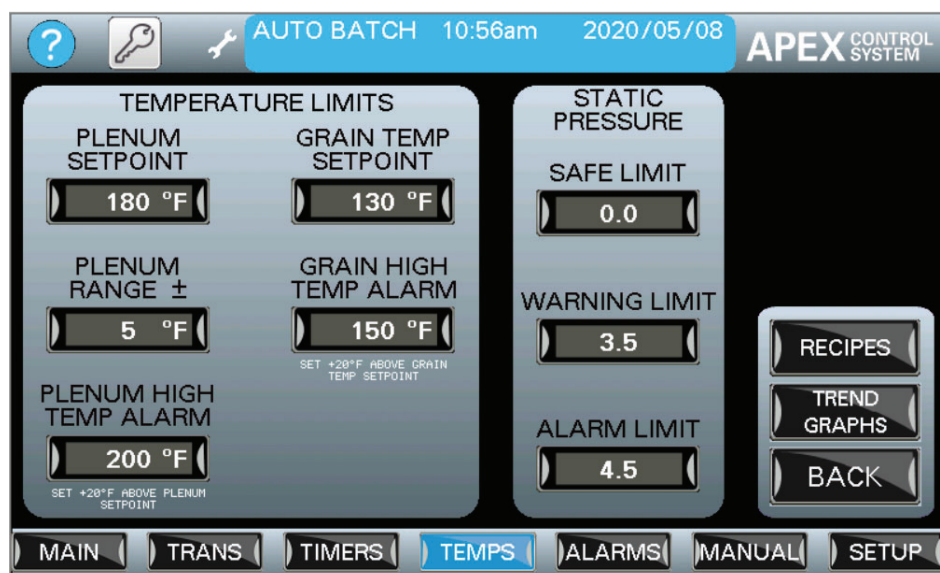 ?
AUTO BATCH 10:56am 2020/05/08
APEX CONTROL
SYSTEM
TEMPERATURE LIMITS
PLENUM
SETPOINT
180 °F
GRAIN TEMP
SETPOINT
130 °F
PLENUM
RANGE ±
5 °F
GRAIN HIGH
TEMP ALARM
150 °F
SET +20°F ABOVE GRAIN
TEMP SETPOINT
PLENUM HIGH
TEMP ALARM
200 °F
SET +20°F ABOVE PLENUM
SETPOINT
STATIC
PRESSURE
SAFE LIMIT
0.0
WARNING LIMIT
3.5
ALARM LIMIT
4.5
RECIPES
TREND
GRAPHS
BACK
MAIN TRANS TIMERS TEMPS ALARMS MANUAL SETUP